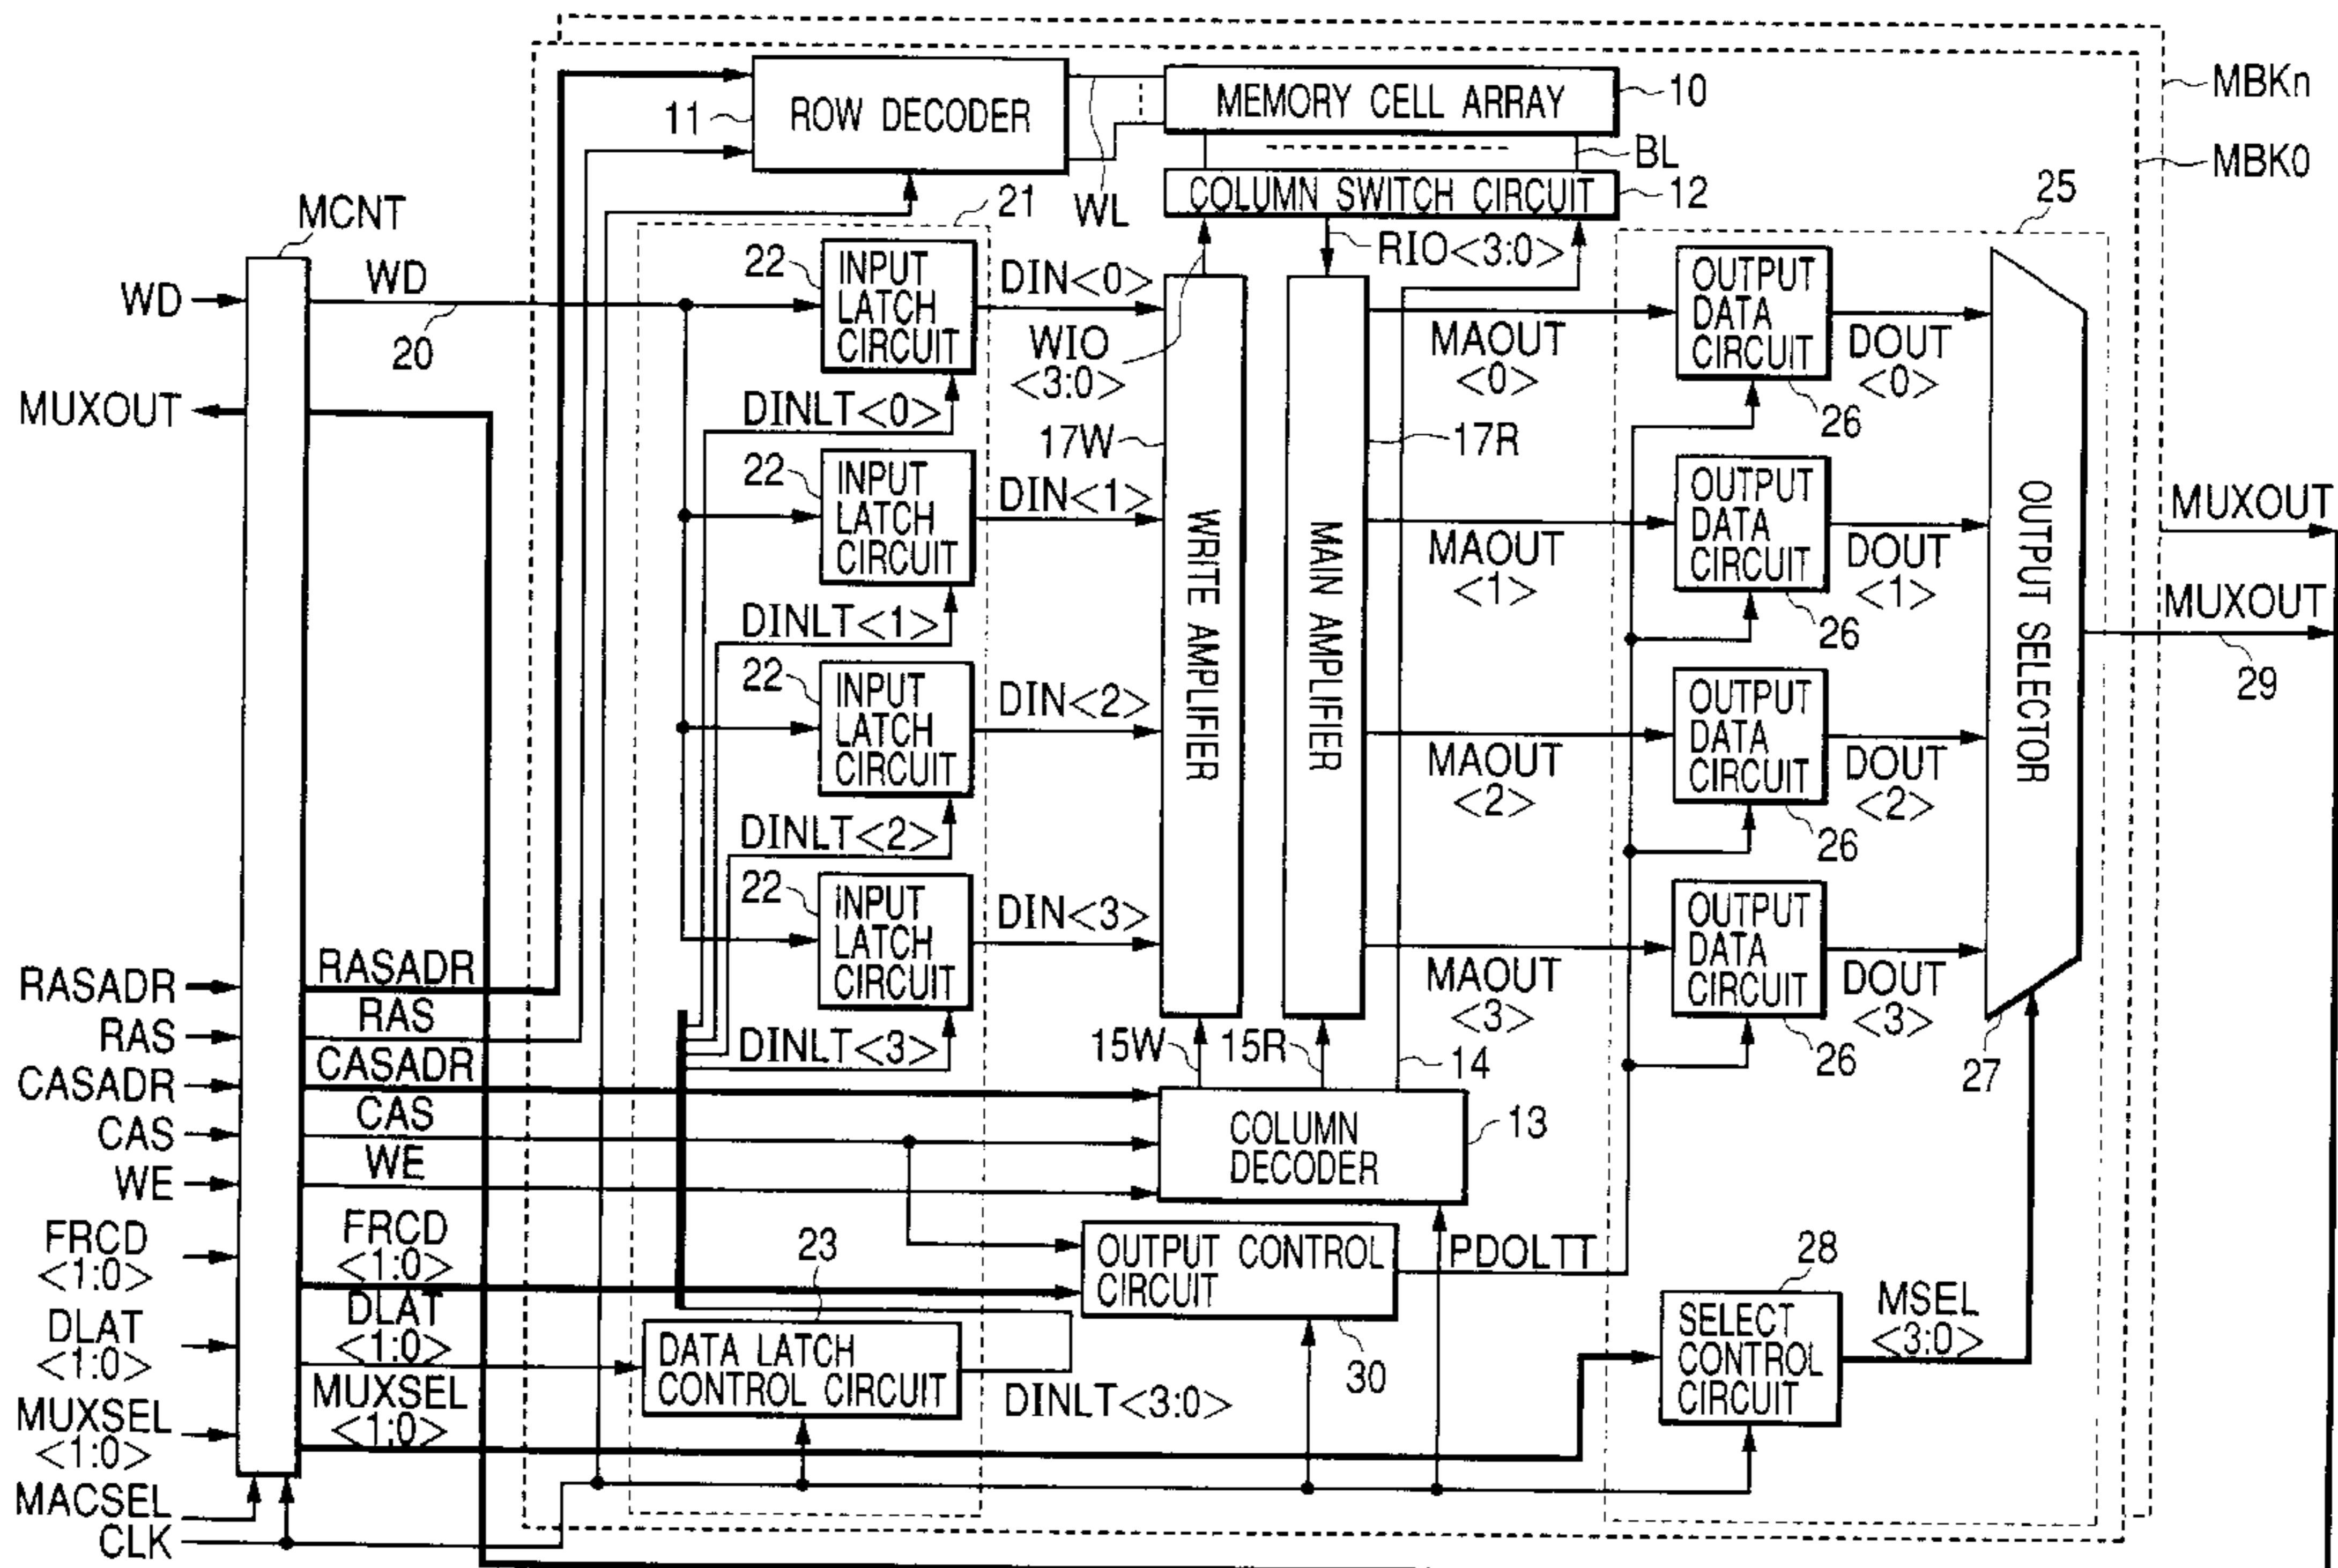 MBKn
MBK0
11
ROW DECODER
MEMORY CELL ARRAY
10
BL
WL
COLUMN SWITCH CIRCUIT
12
RIO<3:0>
MCNT
21
25
WD
WD
20
22
INPUT
LATCH
CIRCUIT
DIN<0>
WIO
<3:0>
MAOUT
<0>
OUTPUT
DATA
CIRCUIT
DOUT
<0>
26
MUXOUT
DINLT<0>
17W
17R
22
INPUT
LATCH
CIRCUIT
DIN<1>
WRITE AMPLIFIER
MAIN AMPLIFIER
MAOUT
<1>
OUTPUT
DATA
CIRCUIT
DOUT
<1>
26
OUTPUT SELECTOR
MUXOUT
MUXOUT
29
DINLT<1>
22
INPUT
LATCH
CIRCUIT
DIN<2>
MAOUT
<2>
OUTPUT
DATA
CIRCUIT
DOUT
<2>
26
DINLT<2>
22
INPUT
LATCH
CIRCUIT
DIN<3>
MAOUT
<3>
OUTPUT
DATA
CIRCUIT
DOUT
<3>
26
27
DINLT<3>
15W
15R
14
RASADR
RASADR
RAS
RAS
CASADR
CASADR
CAS
CAS
WE
WE
COLUMN
DECODER
13
FRCD
<1:0>
FRCD
<1:0>
23
OUTPUT CONTROL
CIRCUIT
PDOLTT
30
28
DLAT
<1:0>
DLAT
<1:0>
DATA LATCH
CONTROL CIRCUIT
DINLT<3:0>
SELECT
CONTROL
CIRCUIT
MSEL
<3:0>
MUXSEL
<1:0>
MUXSEL
<1:0>
MACSEL
CLK